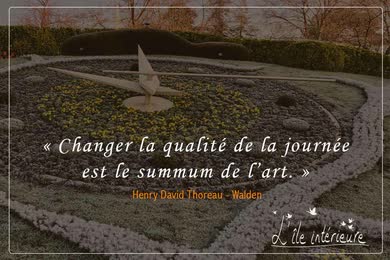 « Changer la qualité de la journée
est le summum de l'art. »
Henry David Thoreau - Walden
L'île intérieure